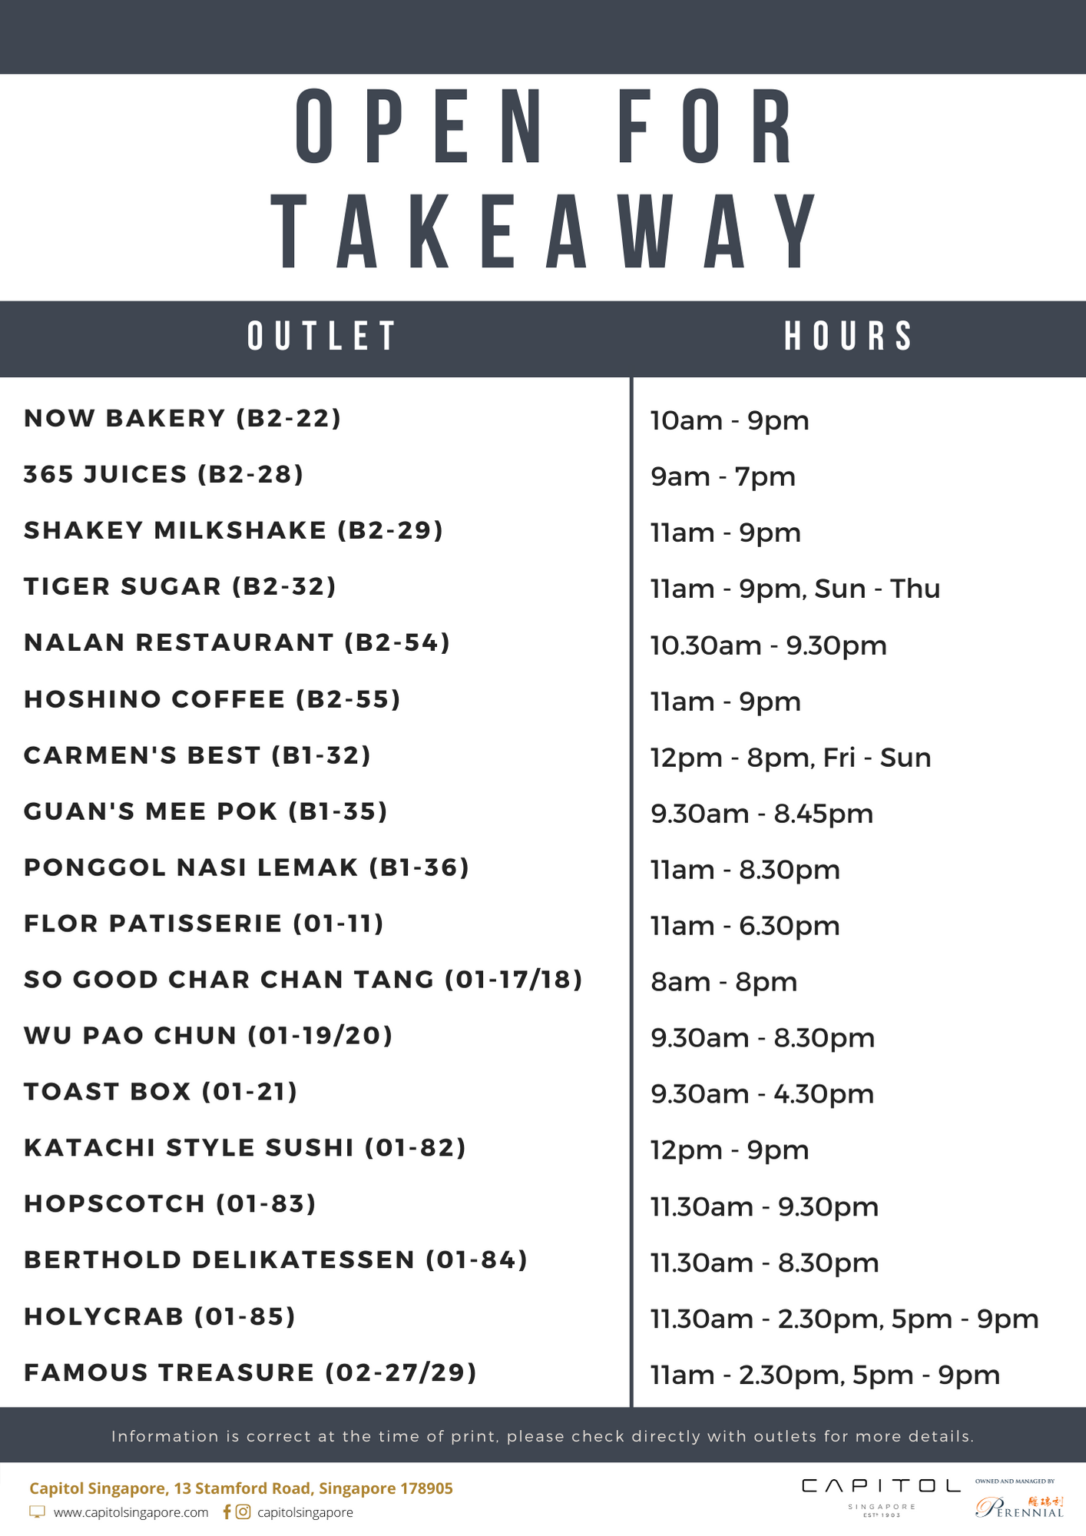 OPEN FOR
TAKEAWAY
OUTLET HOURS
NOW BAKERY (B2-22) 10am - 9pm
365 JUICES (B2-28) 9am - 7pm
SHAKEY MILKSHAKE (B2-29) 11am - 9pm
TIGER SUGAR (B2-32) 11am - 9pm, Sun - Thu
NALAN RESTAURANT (B2-54) 10.30am - 9.30pm
HOSHINO COFFEE (B2-55) 11am - 9pm
CARMEN'S BEST (B1-32) 12pm - 8pm, Fri - Sun
GUAN'S MEE POK (B1-35) 9.30am - 8.45pm
PONGGOL NASI LEMAK (B1-36) 11am - 8.30pm
FLOR PATISSERIE (01-11) 11am - 6.30pm
SO GOOD CHAR CHAN TANG (01-17/18) 8am - 8pm
WU PAO CHUN (01-19/20) 9.30am - 8.30pm
TOAST BOX (01-21) 9.30am - 4.30pm
KATACHI STYLE SUSHI (01-82) 12pm - 9pm
HOPSCOTCH (01-83) 11.30am - 9.30pm
BERTHOLD DELIKATESSEN (01-84) 11.30am - 8.30pm
HOLYCRAB (01-85) 11.30am - 2.30pm, 5pm - 9pm
FAMOUS TREASURE (02-27/29) 11am - 2.30pm, 5pm - 9pm
Information is correct at the time of print, please check directly with outlets for more details.
Capitol Singapore, 13 Stamford Road, Singapore 178905
www.capitolsingapore.com capitolsingapore
CAPITOL
SINGAPORE
ESTD 1902
OWNED AND MANAGED BY
PERENNIAL